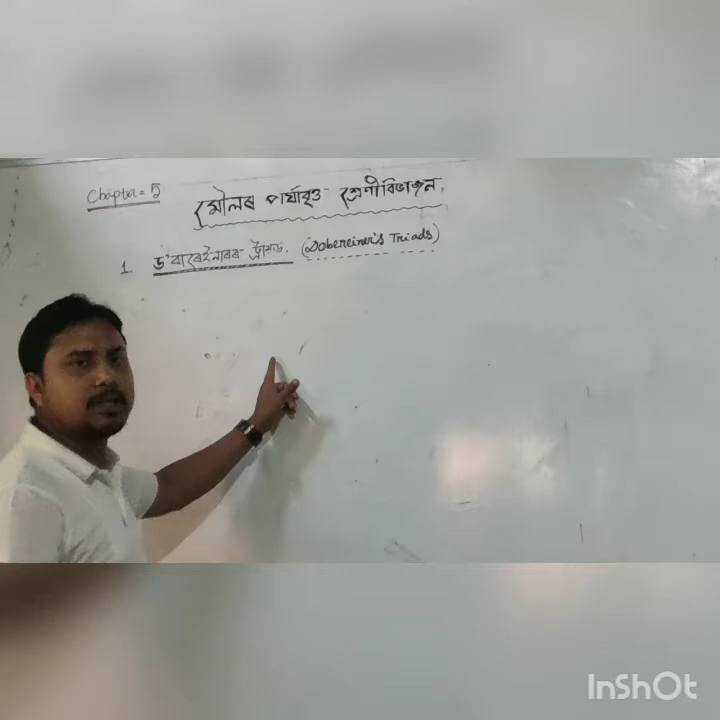 Chapter = 5
মৌলৰ পৰ্যাবৃত্ত শ্ৰেণীবিভাজন,
1. ড'বাৰেইনাৰৰ ট্ৰায়ড. (Dobereiner's Triads)
InShOt